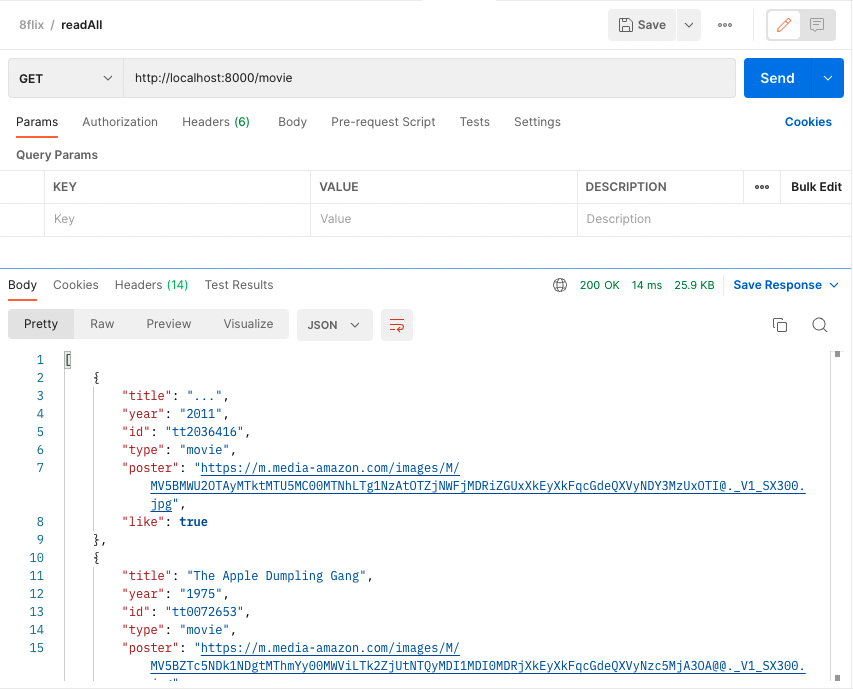 8flix / readAll
Save
GET
http://localhost:8000/movie
Send
Params Authorization Headers (6) Body Pre-request Script Tests Settings Cookies
Query Params
KEY VALUE DESCRIPTION Bulk Edit
Key Value Description
Body Cookies Headers (14) Test Results 200 OK 14 ms 25.9 KB Save Response
Pretty Raw Preview Visualize JSON
1 [
2 {
3 "title": "...",
4 "year": "2011",
5 "id": "tt2036416",
6 "type": "movie",
7 "poster": "https://m.media-amazon.com/images/M/
MV5BMWU2OTAyMTktMTU5MC00MTNhLTg1NzAtOTZjNWFjMDRiZGUxXkEyXkFqcGdeQXVyNDY3MzUxOTI@._V1_SX300.
jpg",
8 "like": true
9 },
10 {
11 "title": "The Apple Dumpling Gang",
12 "year": "1975",
13 "id": "tt0072653",
14 "type": "movie",
15 "poster": "https://m.media-amazon.com/images/M/
MV5BZTc5NDk1NDgtMThmYy00MWViLTk2ZjUtNTQyMDI1MDI0MDRjXkEyXkFqcGdeQXVyNzc5MjA3OA@@._V1_SX300.